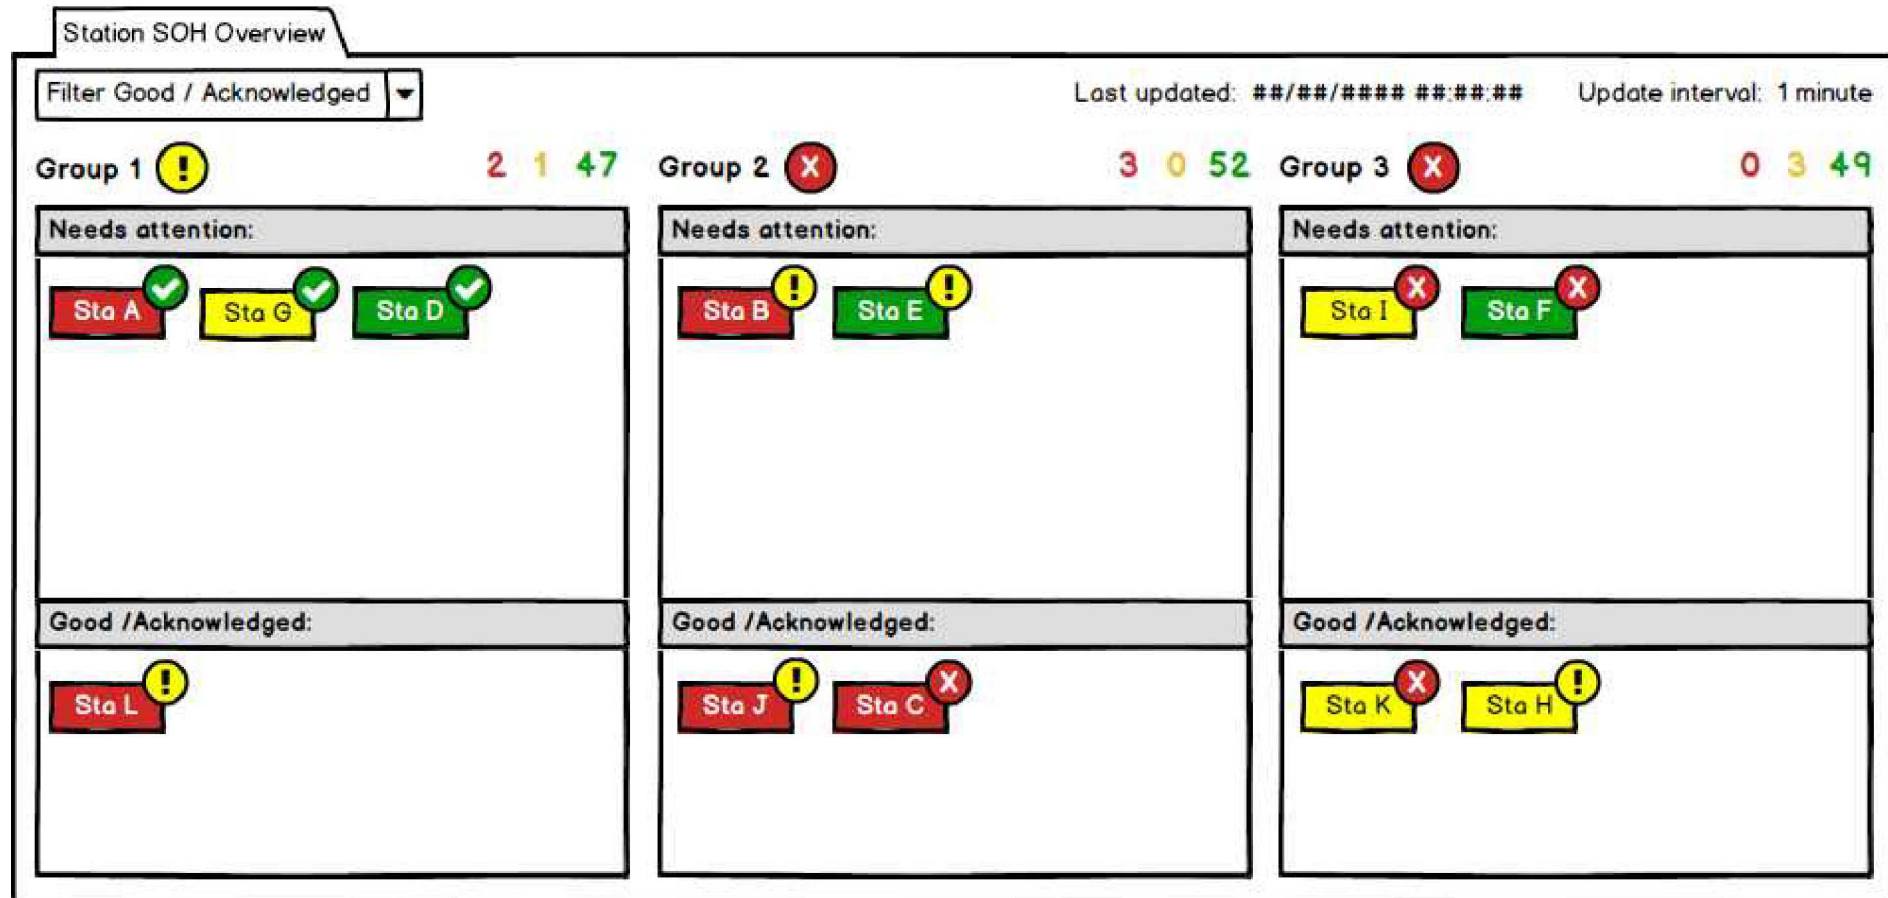 Station SOH Overview
Filter Good / Acknowledged
Last updated: ##/##/#### ##:##:## Update interval: 1 minute
Group 1 ! 2 1 47
Group 2 X 3 0 52
Group 3 X 0 3 49
Needs attention:
Sta A Sta G Sta D
Needs attention:
Sta B ! Sta E !
Needs attention:
Sta I X Sta F X
Good /Acknowledged:
Sta L !
Good /Acknowledged:
Sta J ! Sta C X
Good /Acknowledged:
Sta K X Sta H !